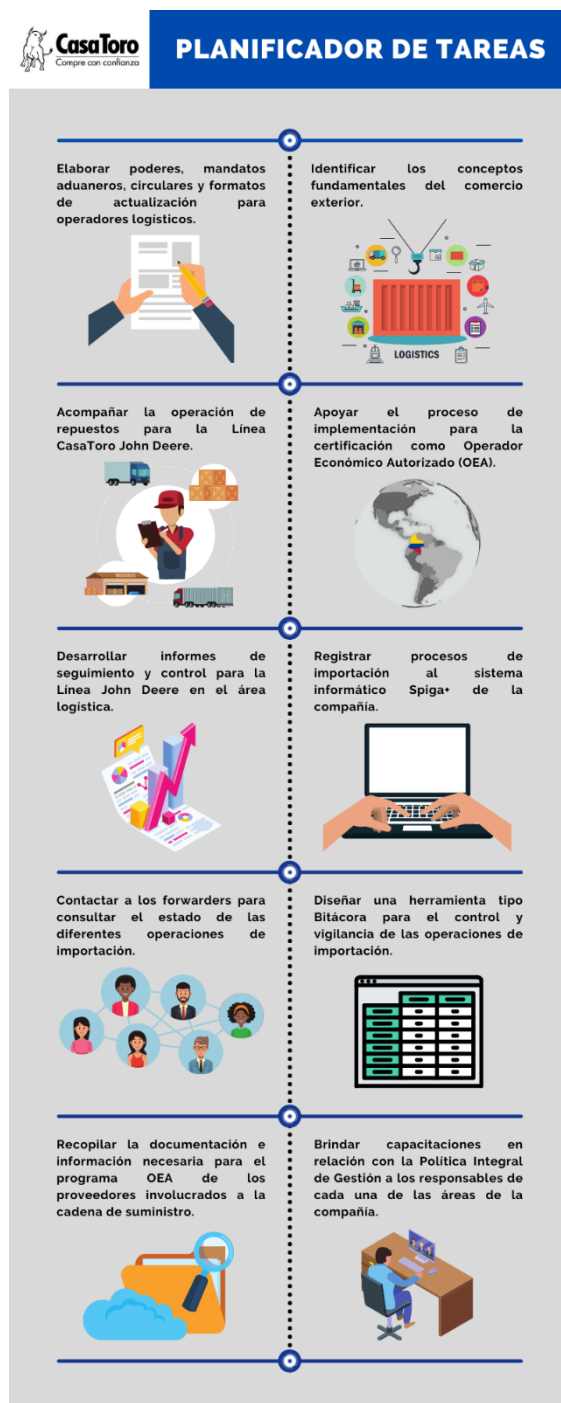 CasaToro
Compre con confianza
PLANIFICADOR DE TAREAS
Elaborar poderes, mandatos
aduaneros, circulares y formatos
de actualización para
operadores logísticos.
Identificar los conceptos
fundamentales del comercio
exterior.
LOGISTICS
Acompañar la operación de
repuestos para la Línea
CasaToro John Deere.
Apoyar el proceso de
implementación para la
certificación como Operador
Económico Autorizado (OEA).
Desarrollar informes de
seguimiento y control para la
Línea John Deere en el área
logística.
Registrar procesos de
importación al sistema
informático Spiga+ de la
compañía.
Contactar a los forwarders para
consultar el estado de las
diferentes operaciones de
importación.
Diseñar una herramienta tipo
Bitácora para el control y
vigilancia de las operaciones de
importación.
Recopilar la documentación e
información necesaria para el
programa OEA de los
proveedores involucrados a la
cadena de suministro.
Brindar capacitaciones en
relación con la Política Integral
de Gestión a los responsables de
cada una de las áreas de la
compañía.